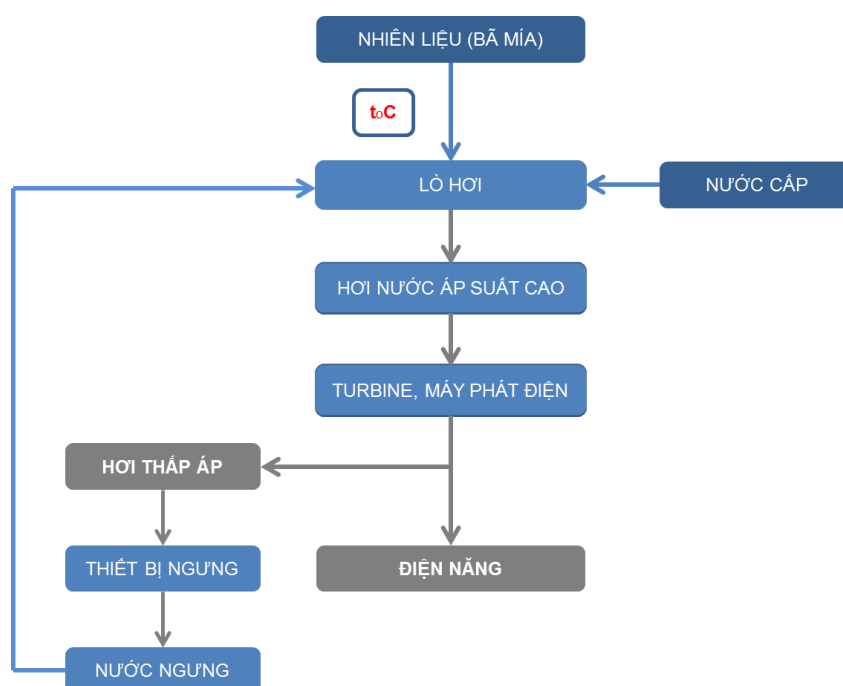 NHIÊN LIỆU (BÃ MÍA)
toC
LÒ HƠI
NƯỚC CẤP
HƠI NƯỚC ÁP SUẤT CAO
TURBINE, MÁY PHÁT ĐIỆN
HƠI THẤP ÁP
THIẾT BỊ NGƯNG
ĐIỆN NĂNG
NƯỚC NGƯNG